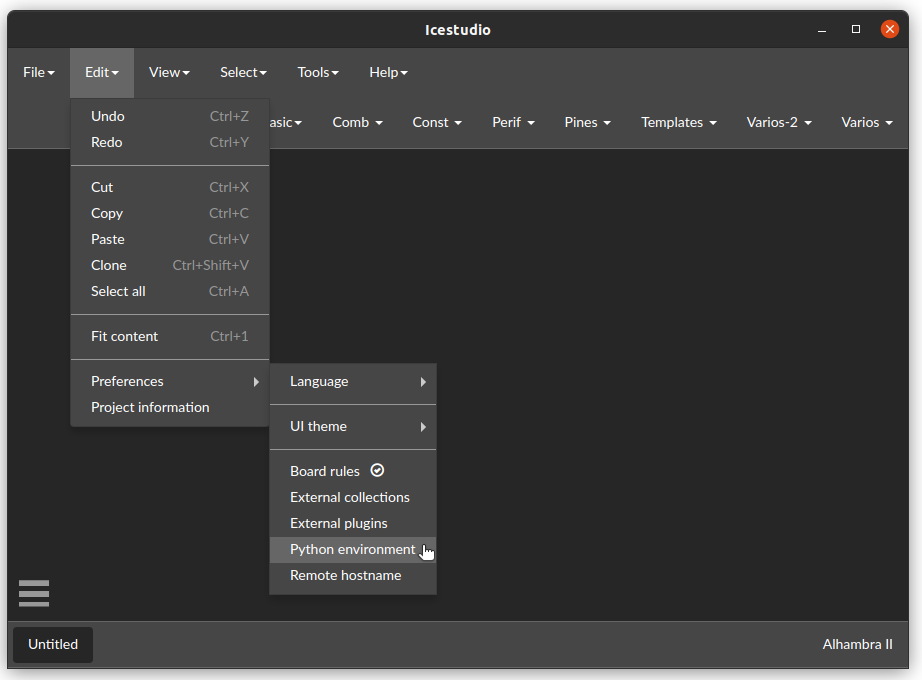 Icestudio
File Edit View Select Tools Help
asic Comb Const Perif Pines Templates Varios-2 Varios
Undo Ctrl+Z
Redo Ctrl+Y
Cut Ctrl+X
Copy Ctrl+C
Paste Ctrl+V
Clone Ctrl+Shift+V
Select all Ctrl+A
Fit content Ctrl+1
Preferences
Project information
Language
UI theme
Board rules
External collections
External plugins
Python environment
Remote hostname
Untitled
Alhambra II